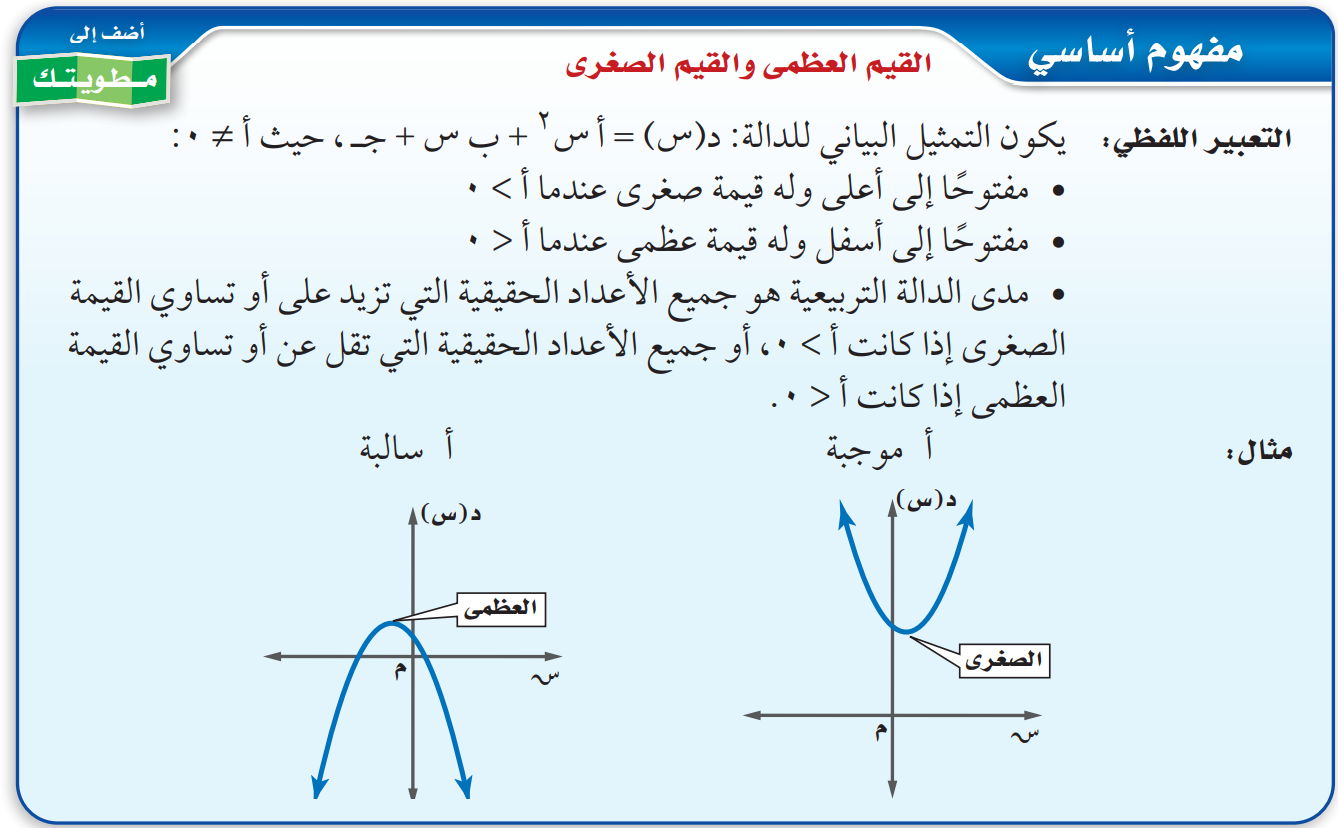 أضف إلى
مطويتك
مفهوم أساسي
القيم العظمى والقيم الصغرى
التعبير اللفظي: يكون التمثيل البياني للدالة: د(س) = أ س٢ + ب س + جـ، حيث أ ≠ ٠:
• مفتوحًا إلى أعلى وله قيمة صغرى عندما أ > ٠
• مفتوحًا إلى أسفل وله قيمة عظمى عندما أ < ٠
• مدى الدالة التربيعية هو جميع الأعداد الحقيقية التي تزيد على أو تساوي القيمة
الصغرى إذا كانت أ > ٠، أو جميع الأعداد الحقيقية التي تقل عن أو تساوي القيمة
العظمى إذا كانت أ < ٠.
مثال: أ موجبة أ سالبة
د(س)
الصغرى
م
س
د(س)
العظمى
م
س